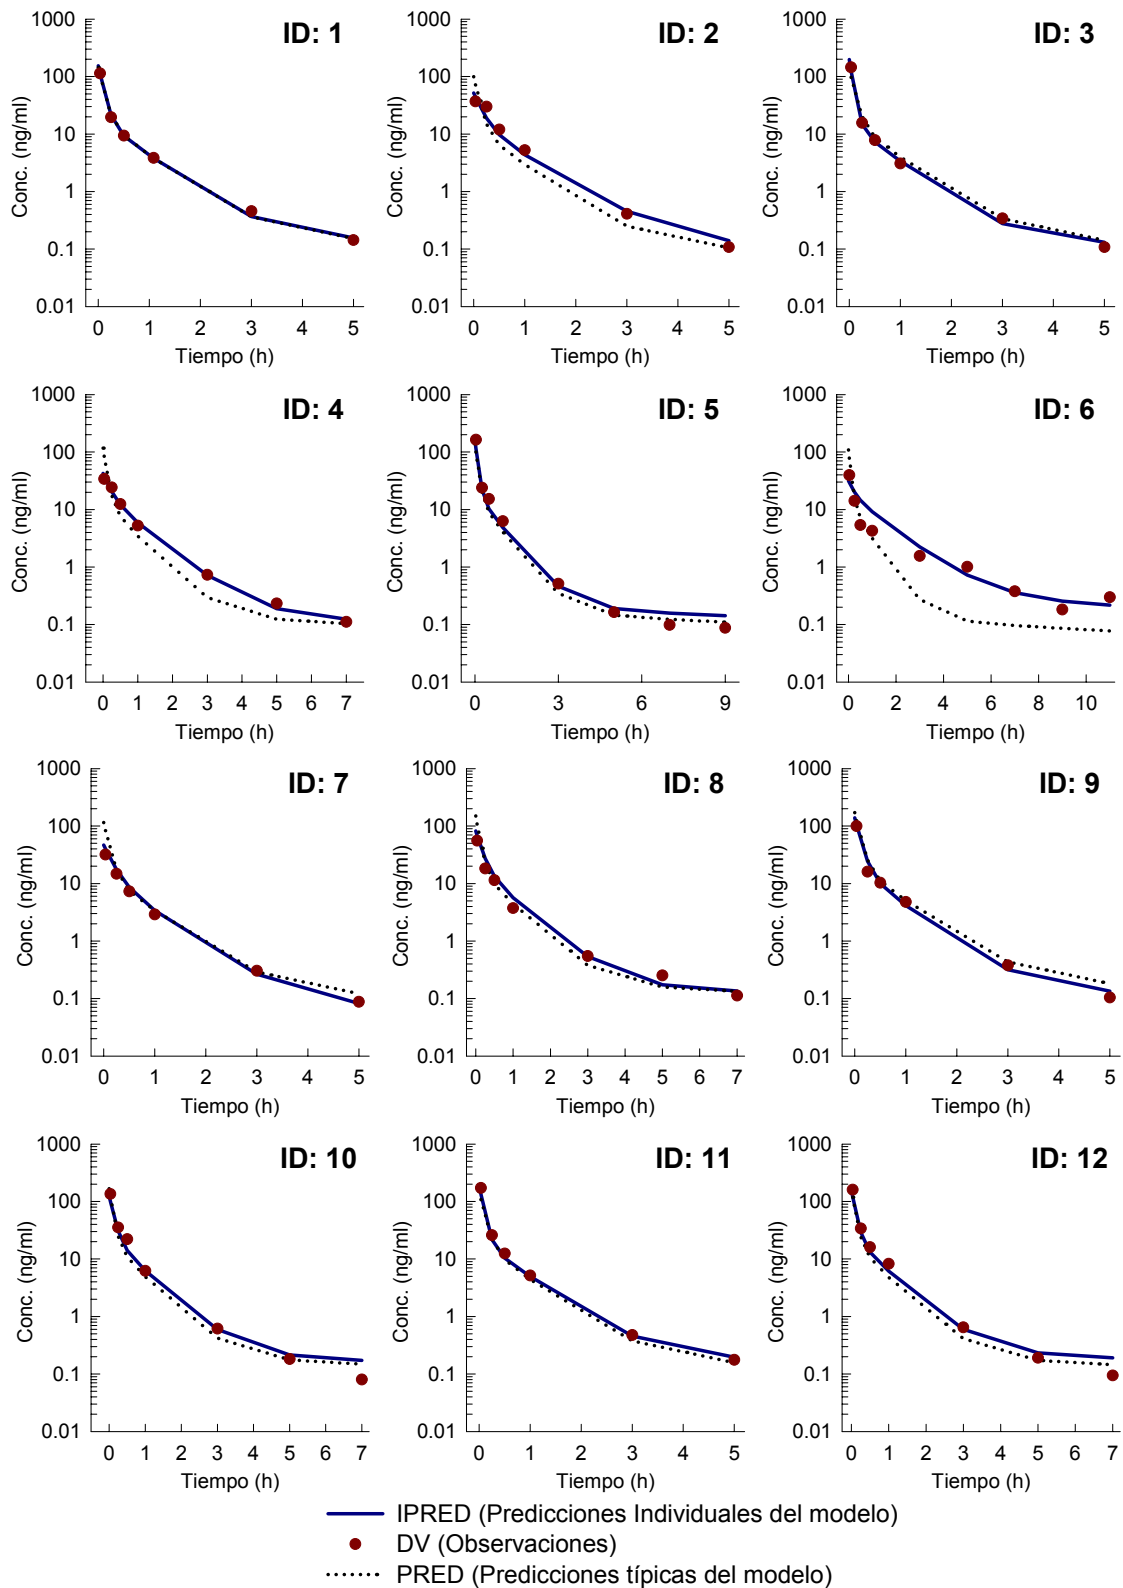 ID: 1
1000
100
10
1
0.1
0.01
Conc. (ng/ml)
0 1 2 3 4 5
Tiempo (h)
ID: 2
1000
100
10
1
0.1
0.01
Conc. (ng/ml)
0 1 2 3 4 5
Tiempo (h)
ID: 3
1000
100
10
1
0.1
0.01
Conc. (ng/ml)
0 1 2 3 4 5
Tiempo (h)
ID: 4
1000
100
10
1
0.1
0.01
Conc. (ng/ml)
0 1 2 3 4 5 6 7
Tiempo (h)
ID: 5
1000
100
10
1
0.1
0.01
Conc. (ng/ml)
0 3 6 9
Tiempo (h)
ID: 6
1000
100
10
1
0.1
0.01
Conc. (ng/ml)
0 2 4 6 8 10
Tiempo (h)
ID: 7
1000
100
10
1
0.1
0.01
Conc. (ng/ml)
0 1 2 3 4 5
Tiempo (h)
ID: 8
1000
100
10
1
0.1
0.01
Conc. (ng/ml)
0 1 2 3 4 5 6 7
Tiempo (h)
ID: 9
1000
100
10
1
0.1
0.01
Conc. (ng/ml)
0 1 2 3 4 5
Tiempo (h)
ID: 10
1000
100
10
1
0.1
0.01
Conc. (ng/ml)
0 1 2 3 4 5 6 7
Tiempo (h)
ID: 11
1000
100
10
1
0.1
0.01
Conc. (ng/ml)
0 1 2 3 4 5
Tiempo (h)
ID: 12
1000
100
10
1
0.1
0.01
Conc. (ng/ml)
0 1 2 3 4 5 6 7
Tiempo (h)
IPRED (Predicciones Individuales del modelo)
DV (Observaciones)
PRED (Predicciones típicas del modelo)